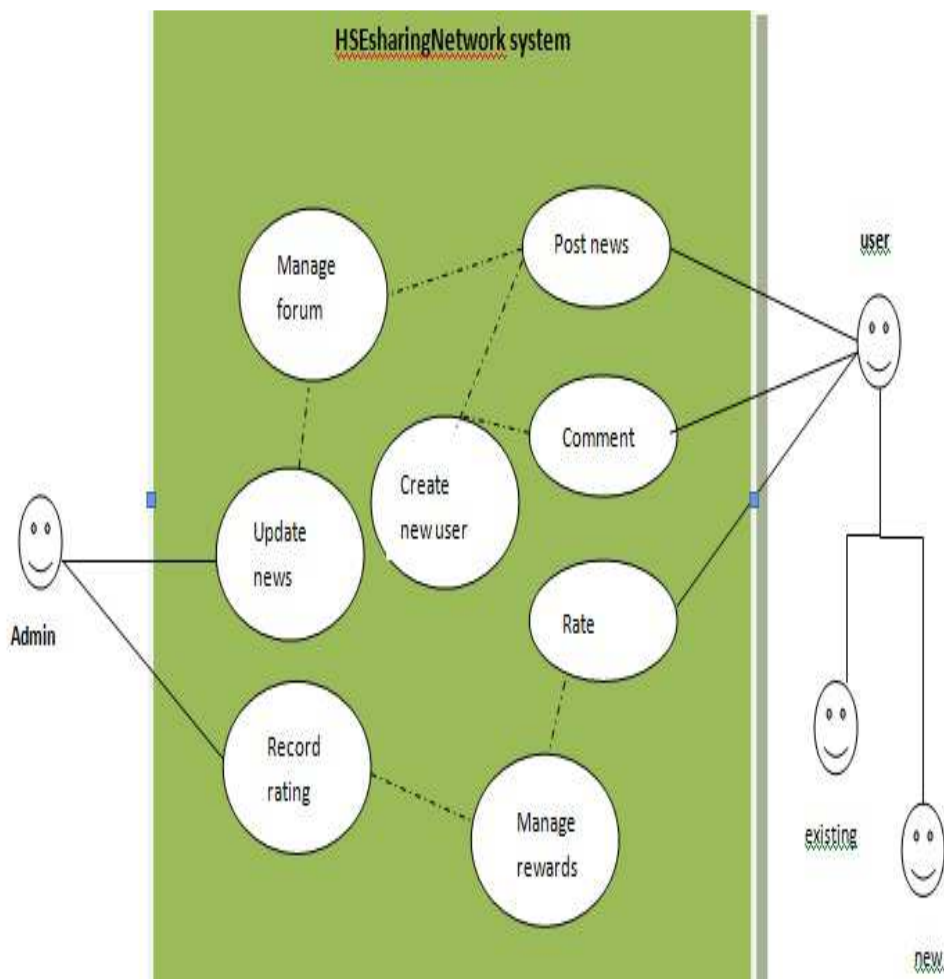 HSEsharingNetwork system
Post news
user
Manage
forum
Comment
Create
new user
Update
news
Rate
Admin
Record
rating
Manage
rewards
existing
new